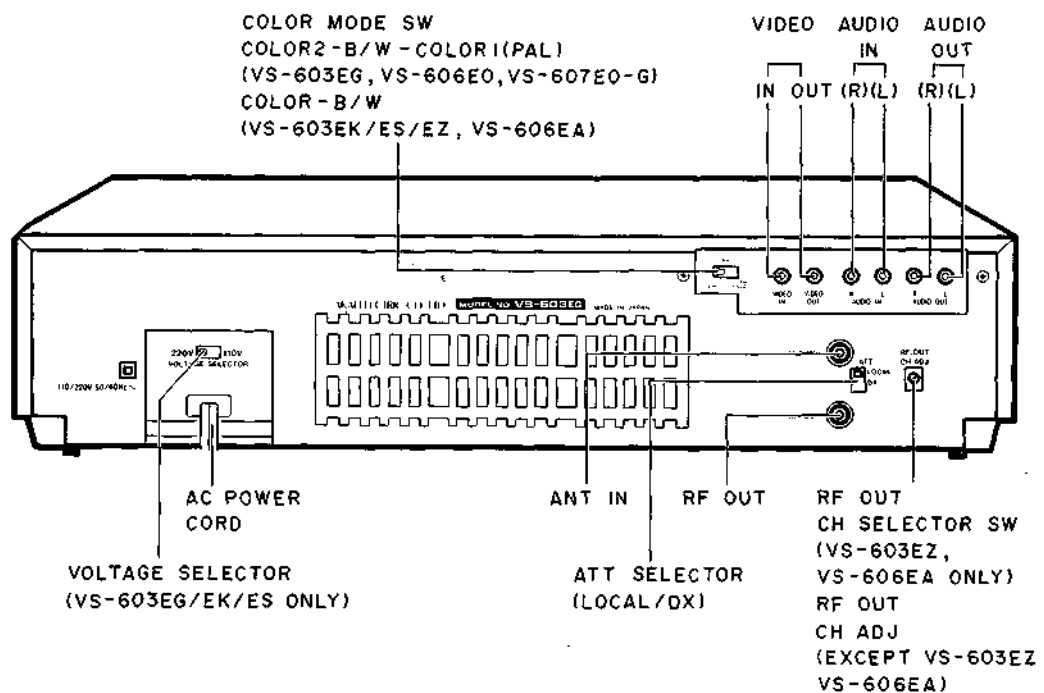 COLOR MODE SW
COLOR2-B/W-COLOR1(PAL)
(VS-603EG, VS-606EO, VS-607EO-G)
COLOR-B/W
(VS-603EK/ES/EZ, VS-606EA)
VIDEO
IN OUT
AUDIO
IN
(R)(L)
AUDIO
OUT
(R)(L)
VIDEO
IN
VIDEO
OUT
R
L
AUDIO IN
L
AUDIO OUT
MODEL NO. VS-603EG
MADE IN JAPAN
220V
110V
VOLTAGE SELECTOR
110/220V 50/60Hz~
ATT
LOCAL
DX
RF OUT
CH ADJ
AC POWER
CORD
VOLTAGE SELECTOR
(VS-603EG/EK/ES ONLY)
ANT IN
RF OUT
ATT SELECTOR
(LOCAL/DX)
RF OUT
CH SELECTOR SW
(VS-603EZ,
VS-606EA ONLY)
RF OUT
CH ADJ
(EXCEPT VS-603EZ
VS-606EA)